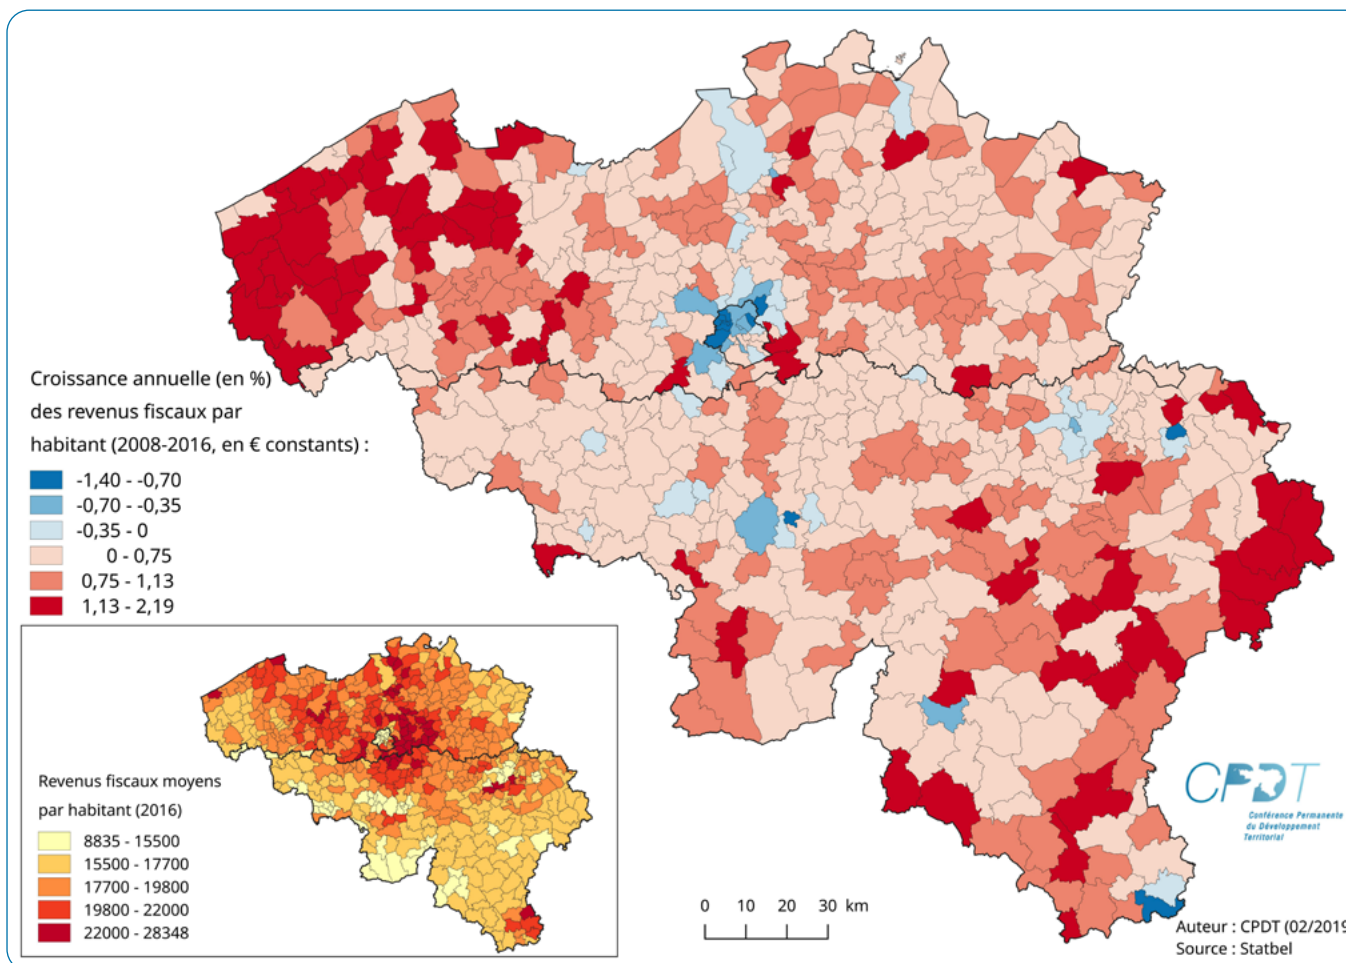 Croissance annuelle (en %)
des revenus fiscaux par
habitant (2008-2016, en € constants) :
-1,40 - -0,70
-0,70 - -0,35
-0,35 - 0
0 - 0,75
0,75 - 1,13
1,13 - 2,19
Revenus fiscaux moyens
par habitant (2016)
8835 - 15500
15500 - 17700
17700 - 19800
19800 - 22000
22000 - 28348
0 10 20 30 km
CPDT
Conférence Permanente
du Développement
Territorial
Auteur : CPDT (02/2019
Source : Statbel